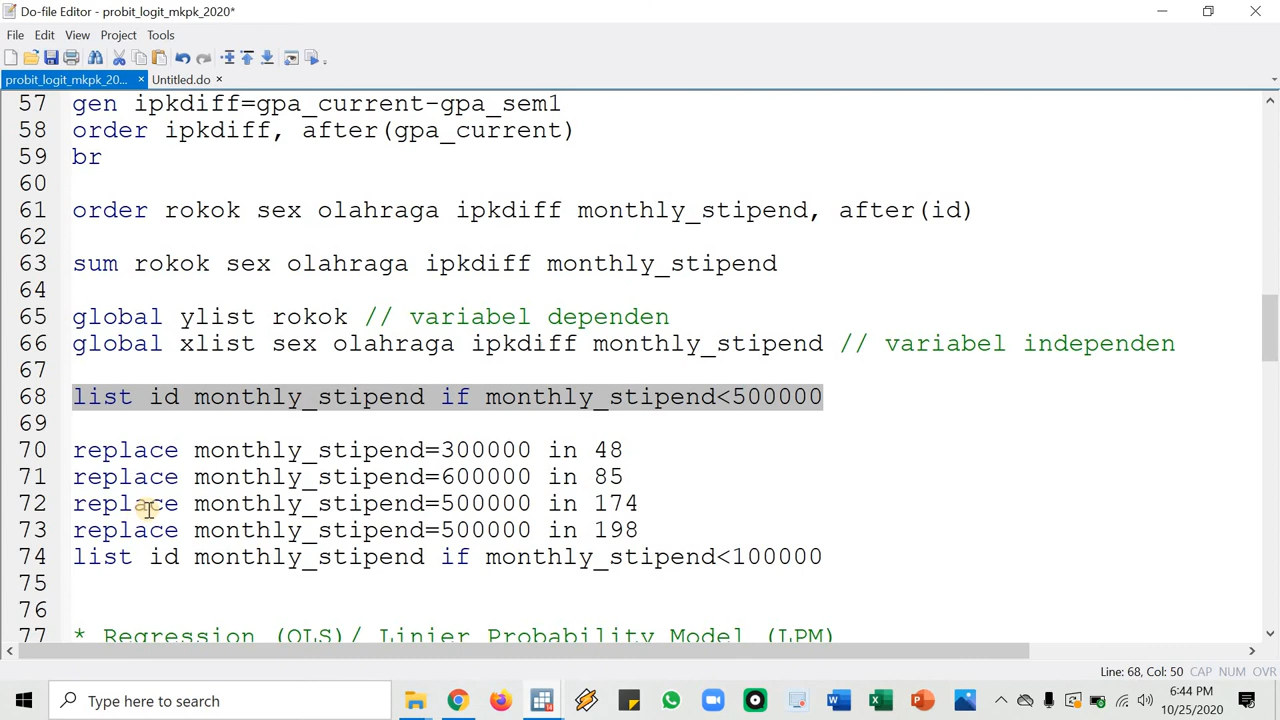 Do-file Editor - probit_logit_mkpk_2020*
File Edit View Project Tools
probit_logit_mkpk_20... × Untitled.do ×
57 gen ipkdiff=gpa_current-gpa_sem1
58 order ipkdiff, after(gpa_current)
59 br
60
61 order rokok sex olahraga ipkdiff monthly_stipend, after(id)
62
63 sum rokok sex olahraga ipkdiff monthly_stipend
64
65 global ylist rokok // variabel dependen
66 global xlist sex olahraga ipkdiff monthly_stipend // variabel independen
67
68 list id monthly_stipend if monthly_stipend<500000
69
70 replace monthly_stipend=300000 in 48
71 replace monthly_stipend=600000 in 85
72 replace monthly_stipend=500000 in 174
73 replace monthly_stipend=500000 in 198
74 list id monthly_stipend if monthly_stipend<100000
75
76
77 * Regression (OLS)/ Linier Probability Model (LPM)
Line: 68, Col: 50 CAP NUM OVR
Type here to search
6:44 PM
10/25/2020